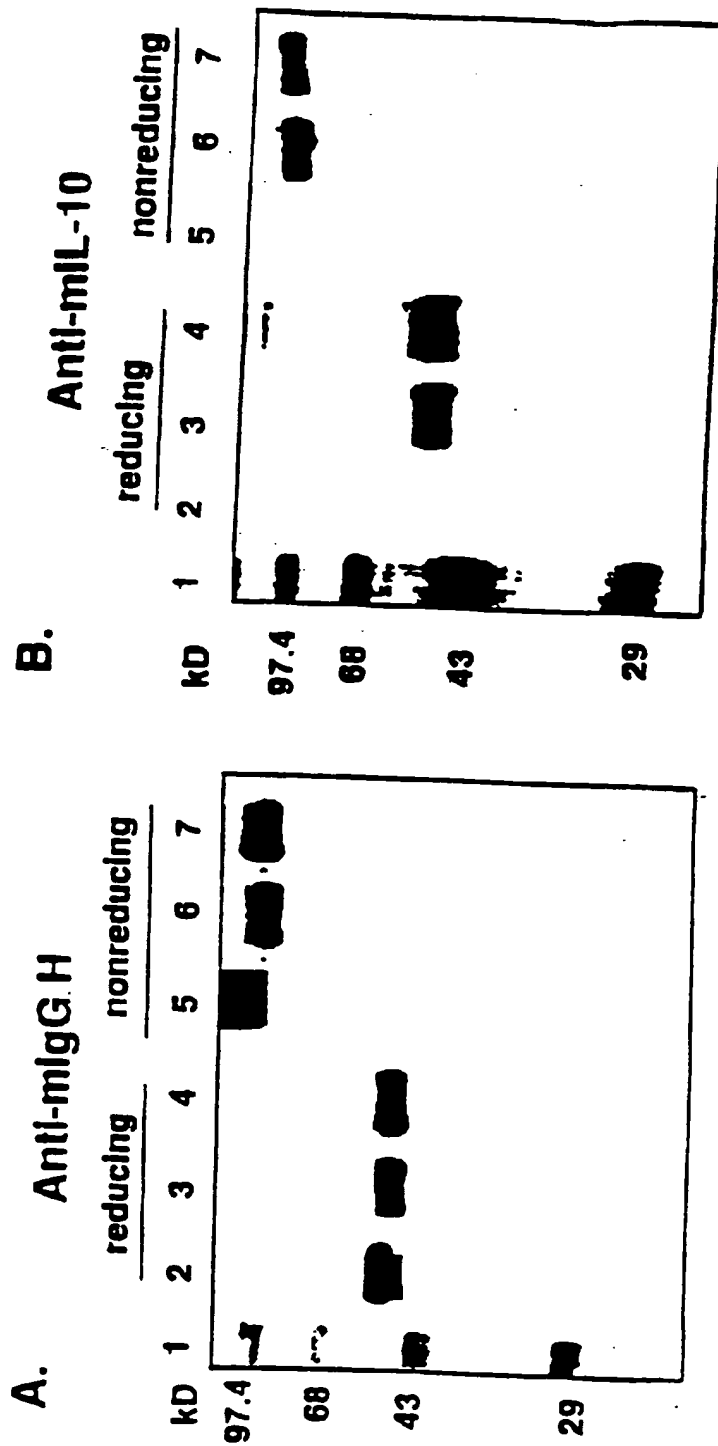 A.
Anti-mIgG.H
reducing nonreducing
kD 1 2 3 4 5 6 7
97.4
68
43
29
B.
Anti-mIL-10
reducing nonreducing
kD 1 2 3 4 5 6 7
97.4
68
43
29